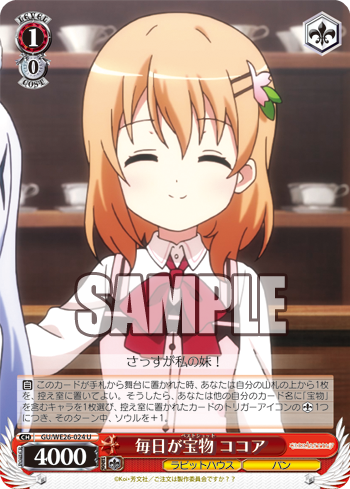 LEVEL
1
0
COST
SAMPLE
さっすが私の妹!
このカードが手札から舞台に置かれた時、あなたは自分の山札の上から1枚
を、控え室に置いてよい。そうしたら、あなたは他の自分のカード名に「宝物」
を含むキャラを1枚選び、控え室に置かれたカードのトリガーアイコンの 1
つにつき、そのターン中、ソウルを+1。
CH GU/WE26-024 U
毎日が宝物 ココア
4000
ラビットハウス
パン
©Koi・芳文社/ご注文は製作委員会ですか??